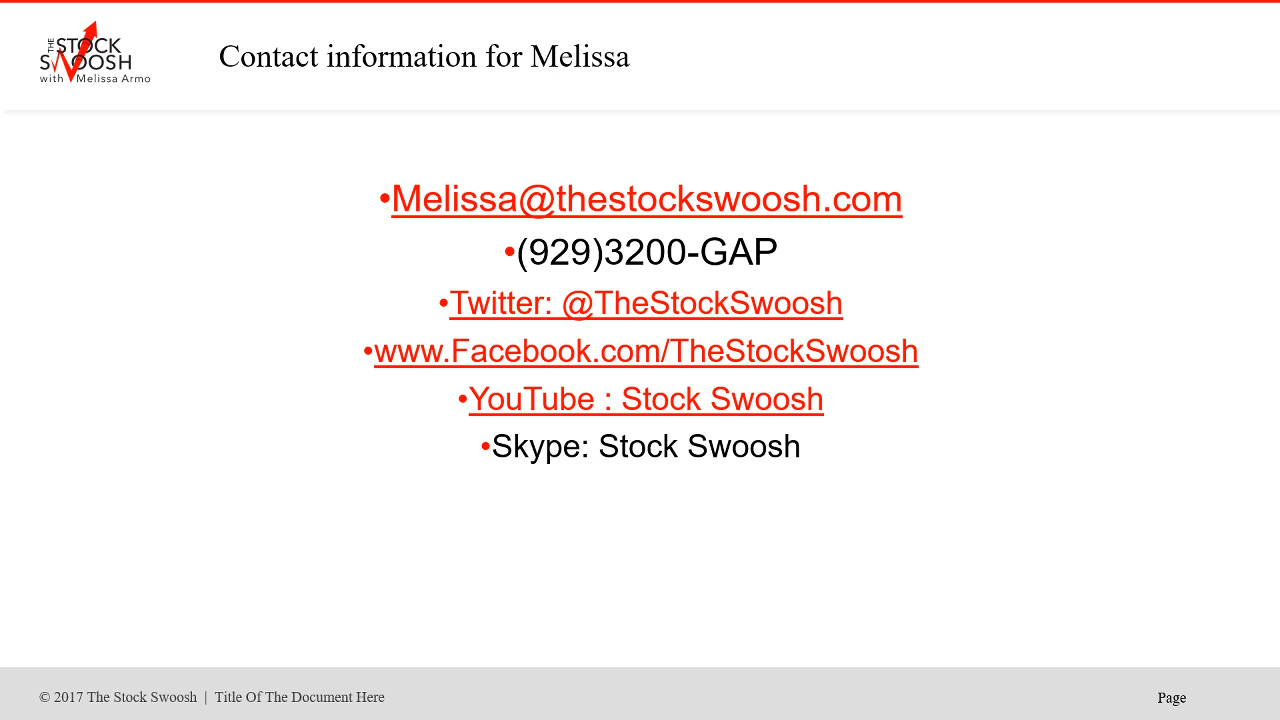 THE STOCK
SWOOSH
with Melissa Armo
Contact information for Melissa
•Melissa@thestockswoosh.com
•(929)3200-GAP
•Twitter: @TheStockSwoosh
•www.Facebook.com/TheStockSwoosh
•YouTube : Stock Swoosh
•Skype: Stock Swoosh
© 2017 The Stock Swoosh | Title Of The Document Here
Page